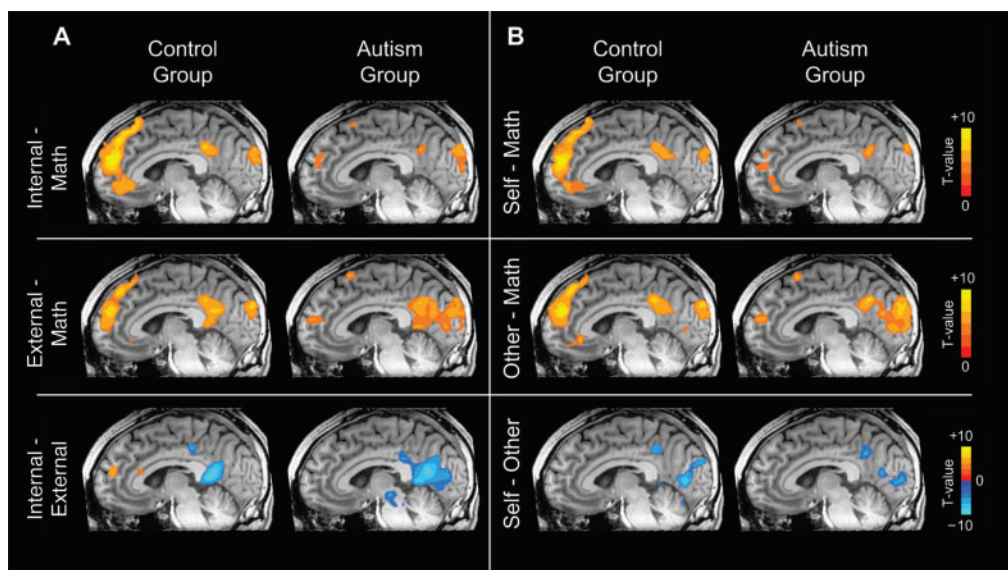 A
B
Control
Group
Autism
Group
Control
Group
Autism
Group
Internal -
Math
Self - Math
+10
T-value
0
External -
Math
Other - Math
+10
T-value
0
Internal -
External
Self - Other
+10
0
−10
T-value